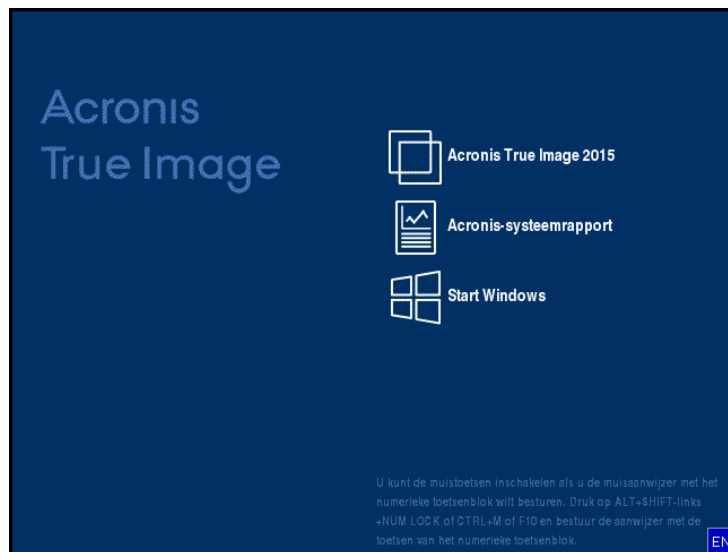 Acronis
True Image
Acronis True Image 2015
Acronis-systeemrapport
Start Windows
U kunt de muistoetsen inschakelen als u de muisaanwijzer met het
numerieke toetsenblok wilt besturen. Druk op ALT+SHIFT-links
+NUM LOCK of CTRL+M of F10 en bestuur de aanwijzer met de
toetsen van het numerieke toetsenblok.
EN